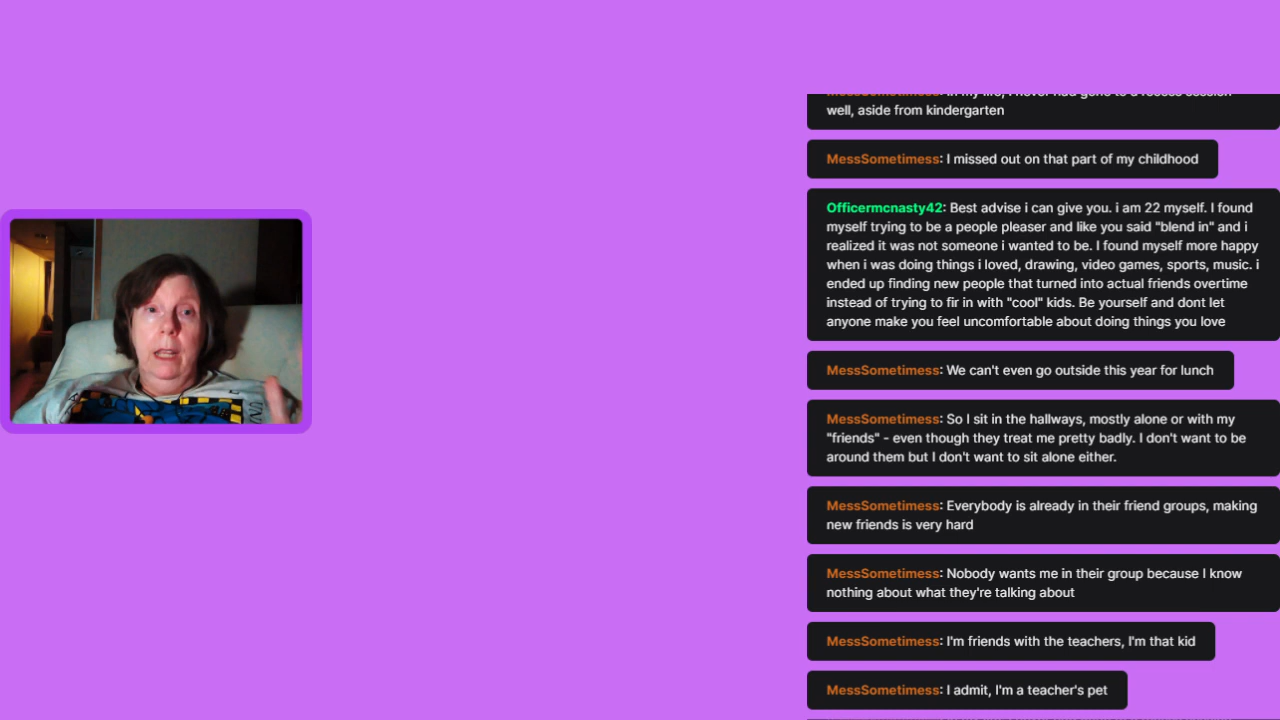 well, aside from kindergarten
MessSometimess: I missed out on that part of my childhood
Officermcnasty42: Best advise i can give you. i am 22 myself. I found
myself trying to be a people pleaser and like you said "blend in" and i
realized it was not someone i wanted to be. I found myself more happy
when i was doing things i loved, drawing, video games, sports, music. i
ended up finding new people that turned into actual friends overtime
instead of trying to fir in with "cool" kids. Be yourself and dont let
anyone make you feel uncomfortable about doing things you love
MessSometimess: We can't even go outside this year for lunch
MessSometimess: So I sit in the hallways, mostly alone or with my
"friends" - even though they treat me pretty badly. I don't want to be
around them but I don't want to sit alone either.
MessSometimess: Everybody is already in their friend groups, making
new friends is very hard
MessSometimess: Nobody wants me in their group because I know
nothing about what they're talking about
MessSometimess: I'm friends with the teachers, I'm that kid
MessSometimess: I admit, I'm a teacher's pet